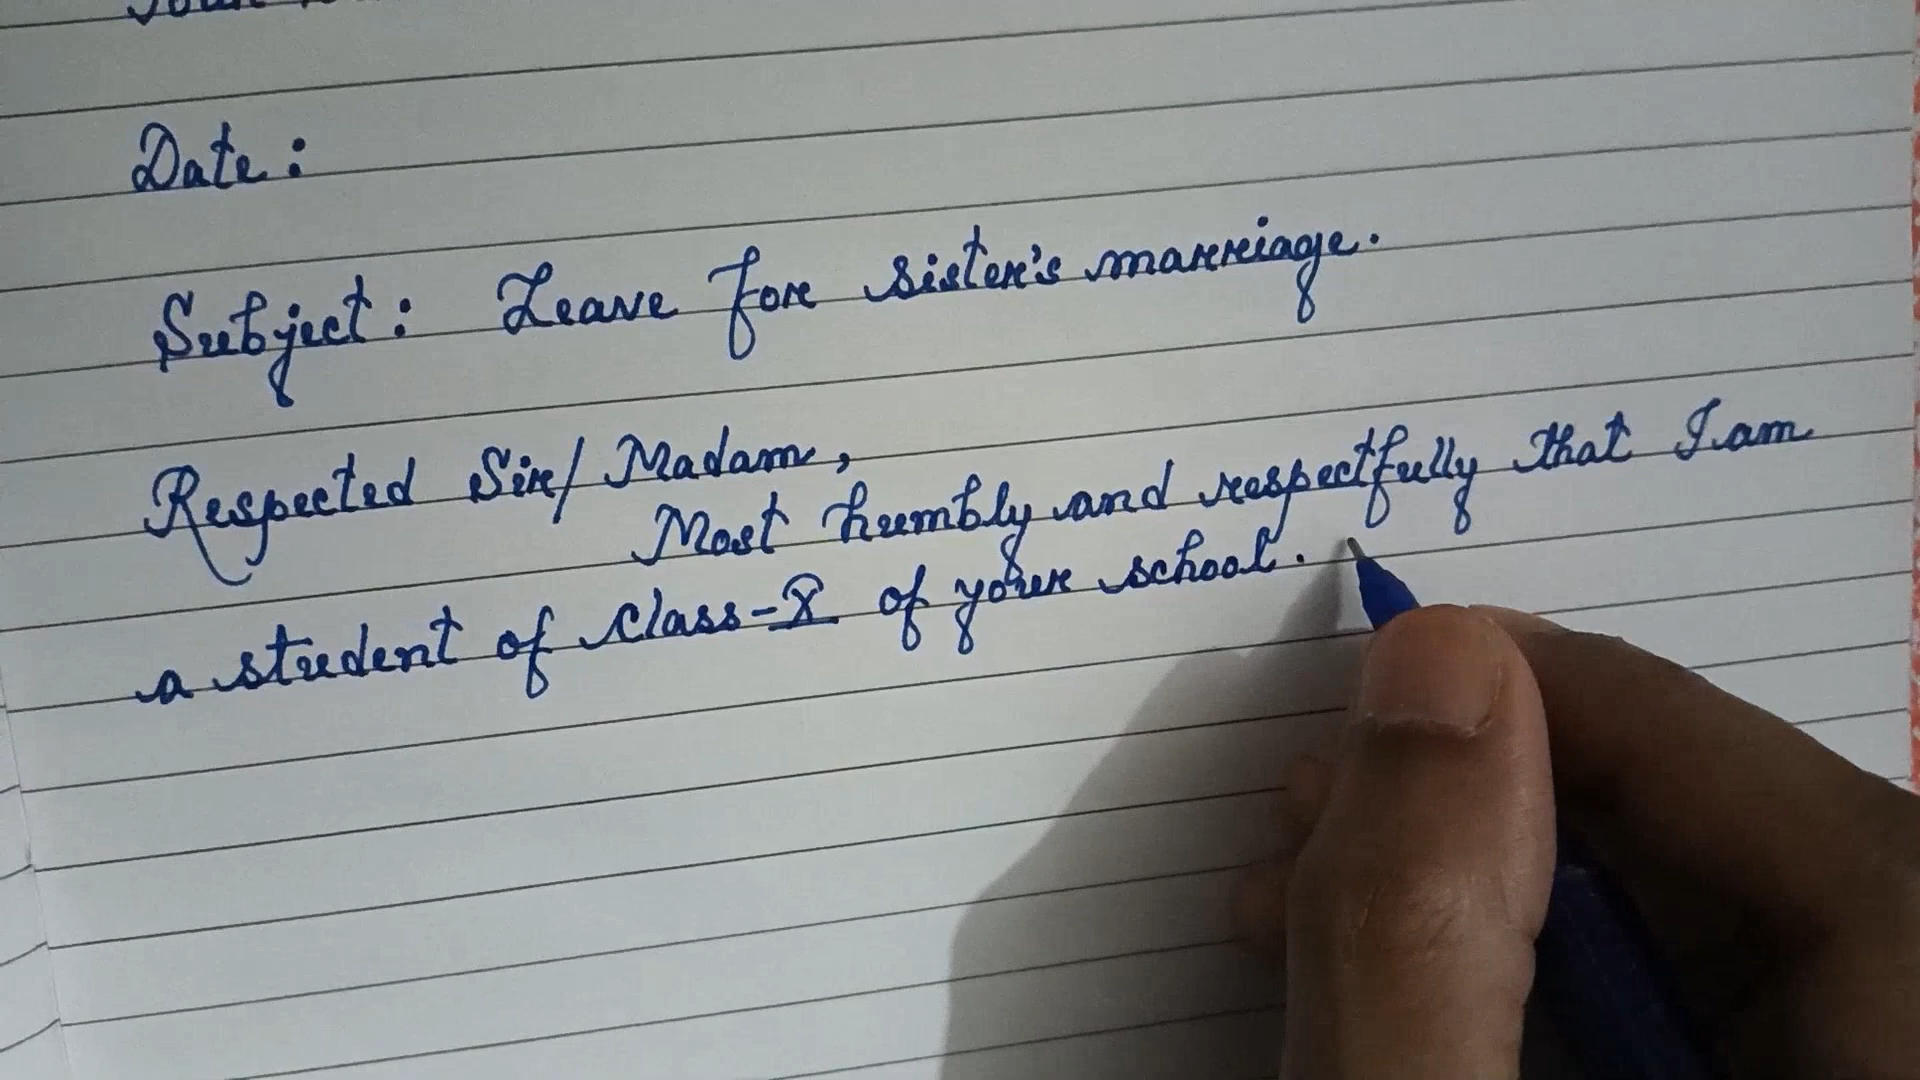 Date:
Subject: Leave for sister's marriage.
Respected Sir/ Madam,
Most humbly and respectfully that I am
a student of class-X of your school.